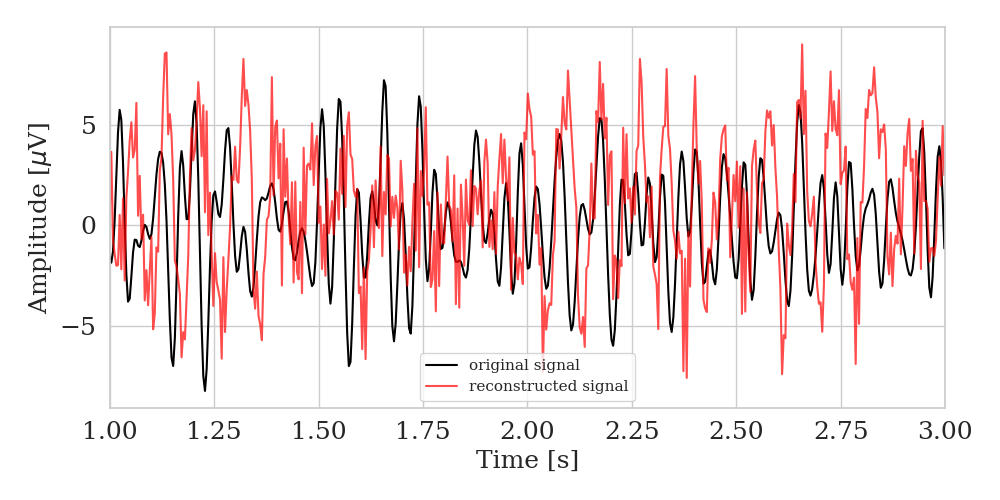 Amplitude [μV]
5
0
−5
original signal
reconstructed signal
1.00 1.25 1.50 1.75 2.00 2.25 2.50 2.75 3.00
Time [s]